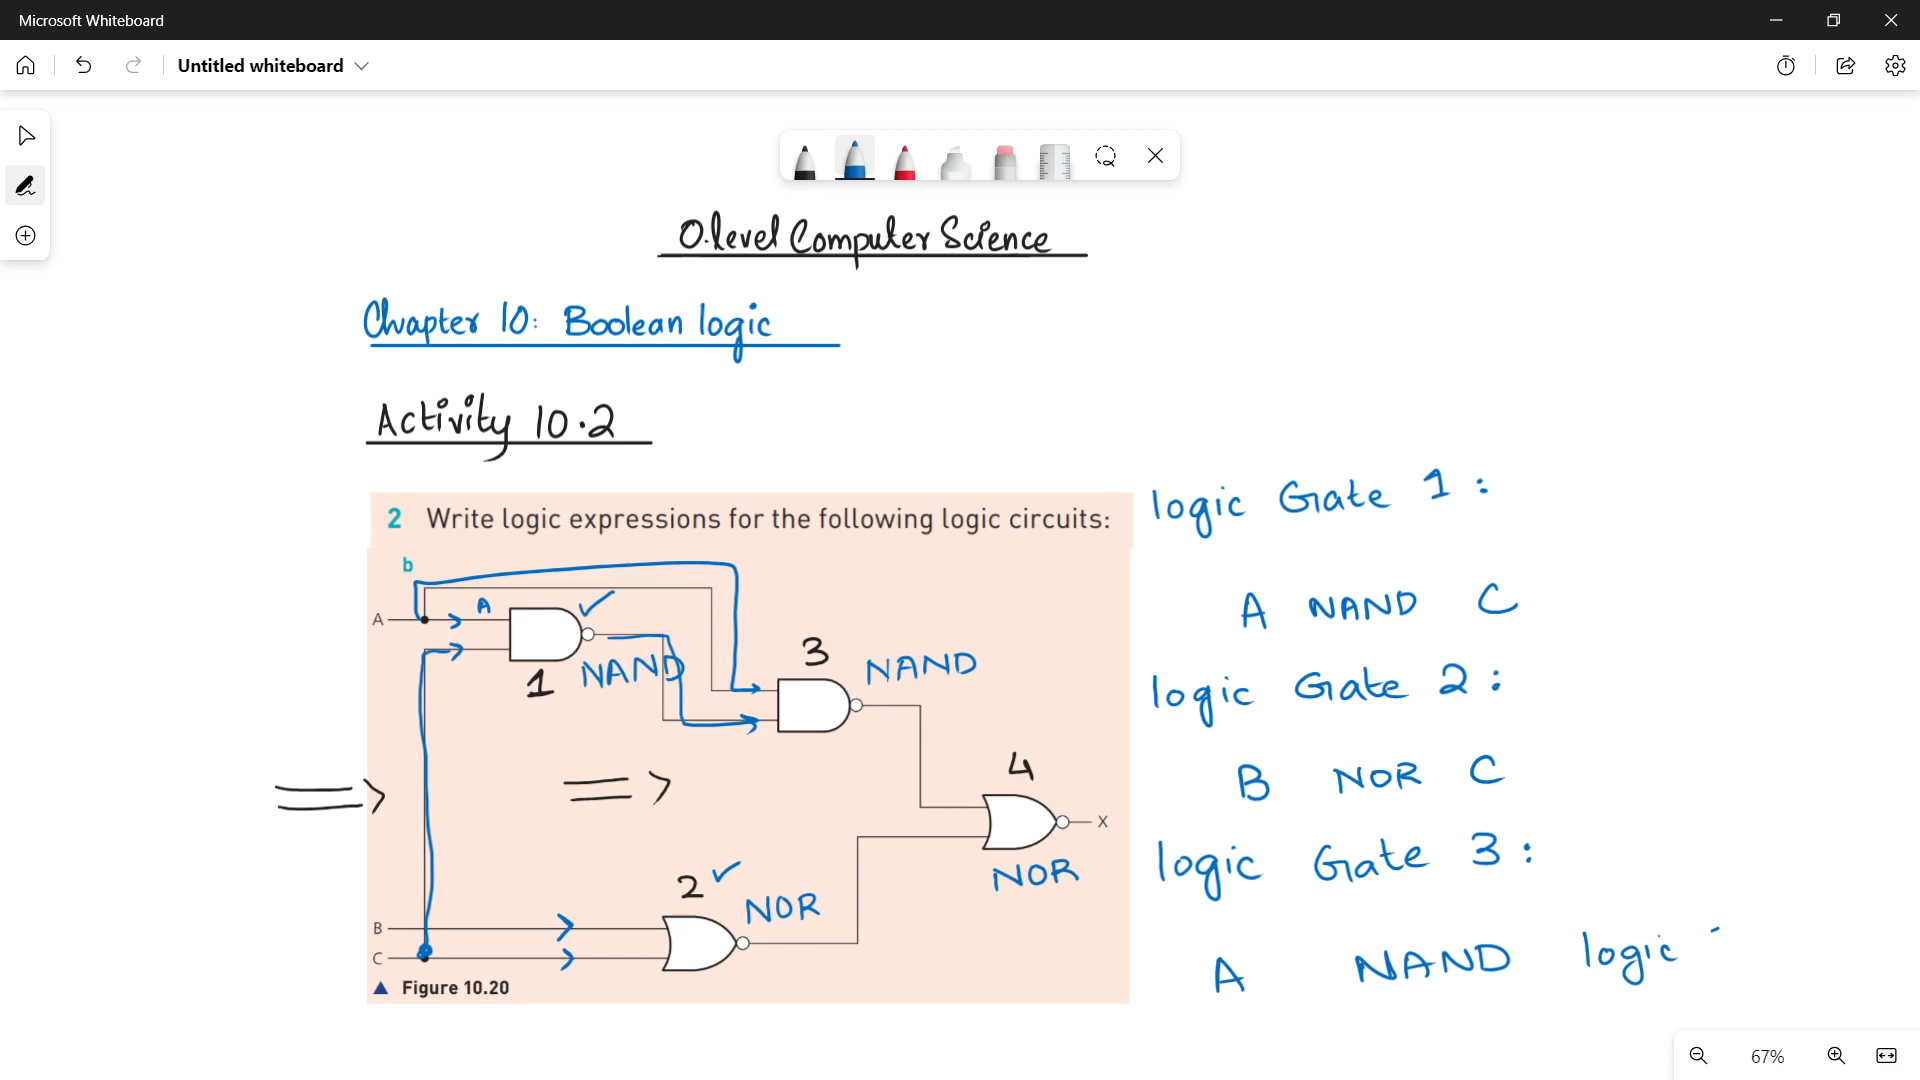 Microsoft Whiteboard
Untitled whiteboard
O.level Computer Science
Chapter 10: Boolean logic
Activity 10.2
2 Write logic expressions for the following logic circuits:
b
A
A
1
NAND
3
NAND
4
X
NOR
2
NOR
B
C
Figure 10.20
logic Gate 1:
A NAND C
logic Gate 2:
B NOR C
logic Gate 3:
A NAND logic
67%